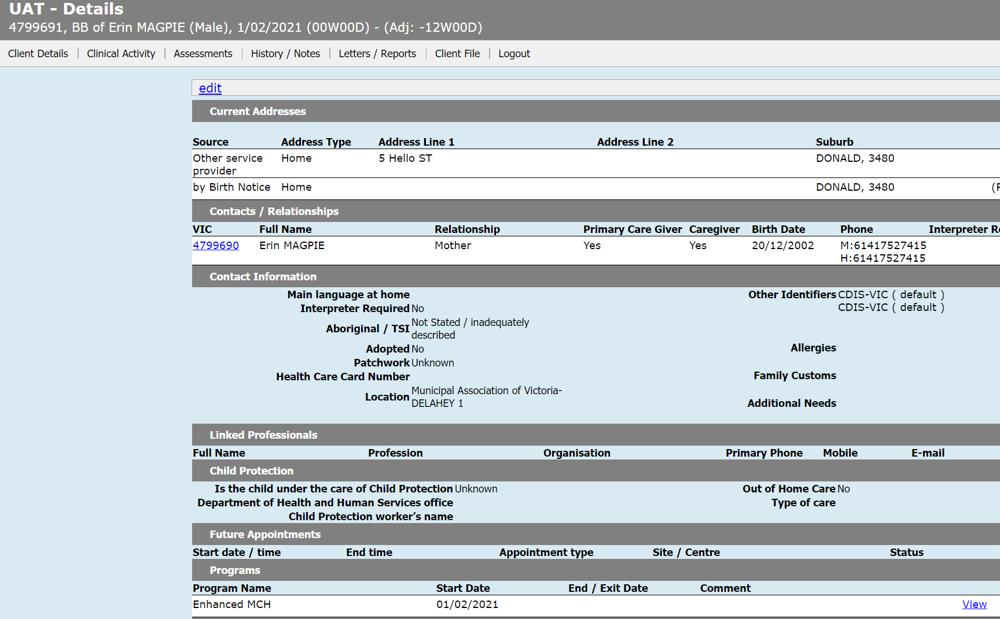 UAT - Details
4799691, BB of Erin MAGPIE (Male), 1/02/2021 (00W00D) - (Adj: -12W00D)
Client Details | Clinical Activity | Assessments | History / Notes | Letters / Reports | Client File | Logout
edit
Current Addresses
Source Address Type Address Line 1 Address Line 2 Suburb
Other service provider Home 5 Hello ST DONALD, 3480
by Birth Notice Home DONALD, 3480
Contacts / Relationships
VIC Full Name Relationship Primary Care Giver Caregiver Birth Date Phone Interpreter
4799690 Erin MAGPIE Mother Yes Yes 20/12/2002 M:61417527415
H:61417527415
Contact Information
Main language at home
Interpreter Required No
Aboriginal / TSI Not Stated / inadequately described
Adopted No
Patchwork Unknown
Health Care Card Number
Location Municipal Association of Victoria-DELAHEY 1
Other Identifiers CDIS-VIC ( default )
CDIS-VIC ( default )
Allergies
Family Customs
Additional Needs
Linked Professionals
Full Name Profession Organisation Primary Phone Mobile E-mail
Child Protection
Is the child under the care of Child Protection Unknown
Department of Health and Human Services office
Child Protection worker’s name
Out of Home Care No
Type of care
Future Appointments
Start date / time End time Appointment type Site / Centre Status
Programs
Program Name Start Date End / Exit Date Comment
Enhanced MCH 01/02/2021 View